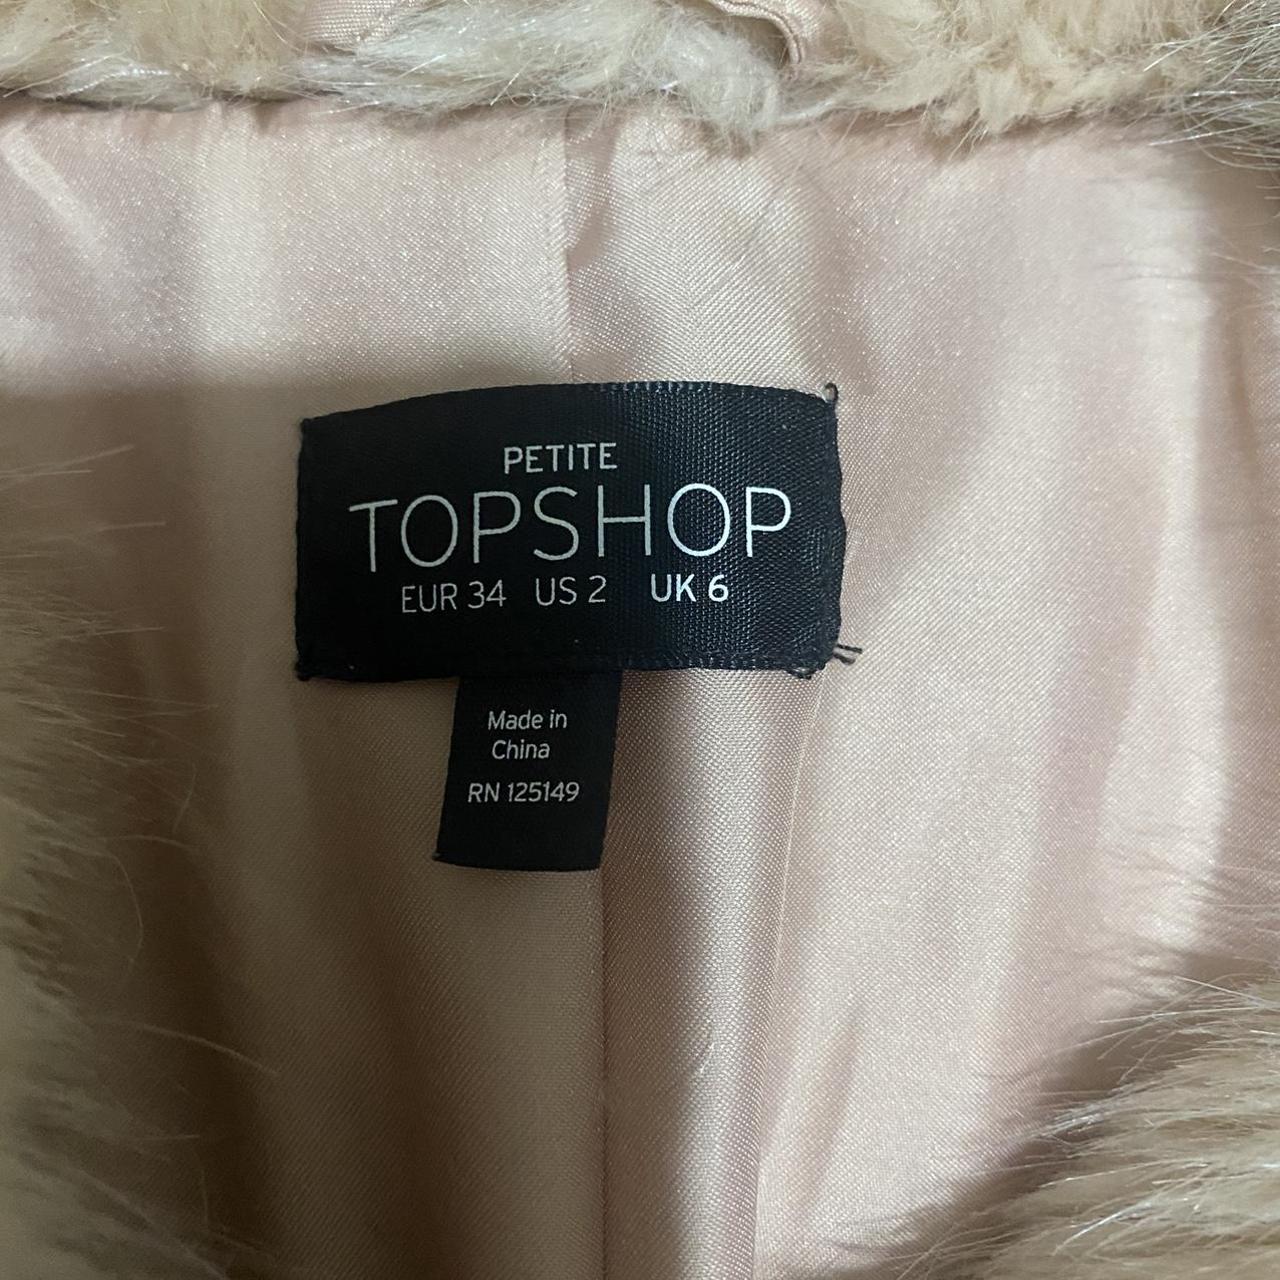 PETITE
TOPSHOP
EUR 34 US 2 UK 6
Made in
China
RN 125149